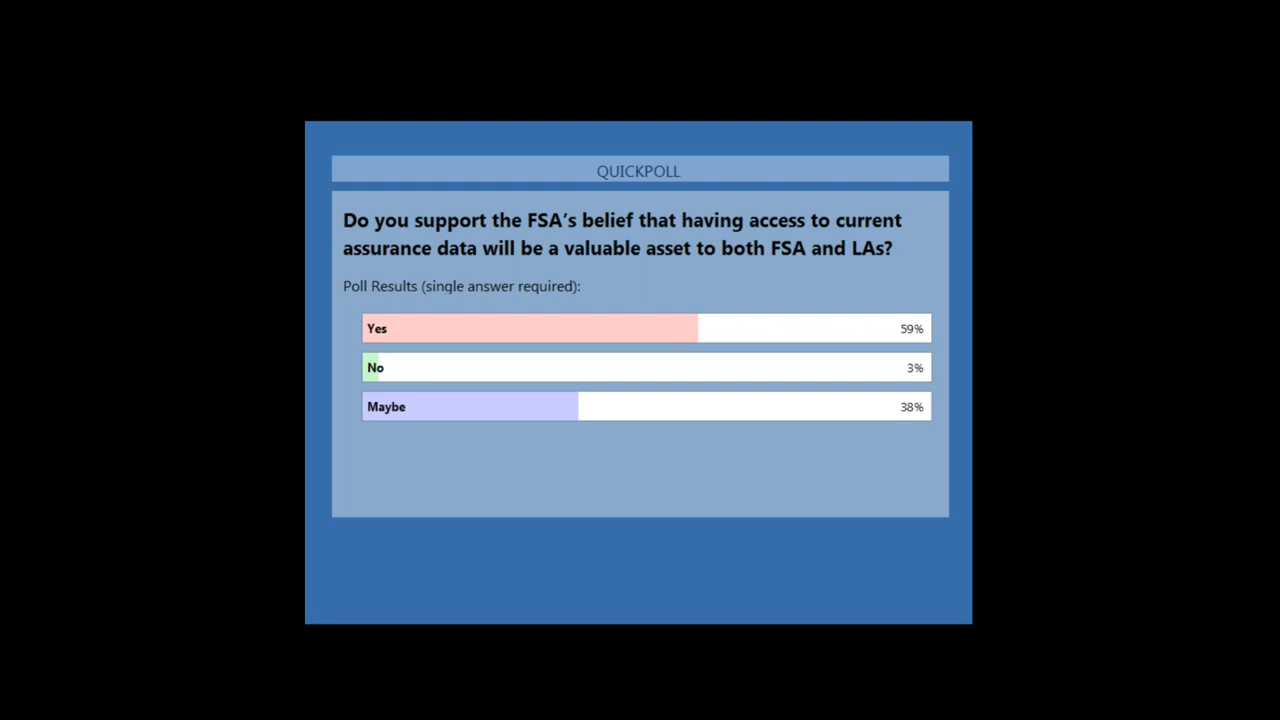 QUICKPOLL
Do you support the FSA’s belief that having access to current
assurance data will be a valuable asset to both FSA and LAs?
Poll Results (single answer required):
Yes 59%
No 3%
Maybe 38%